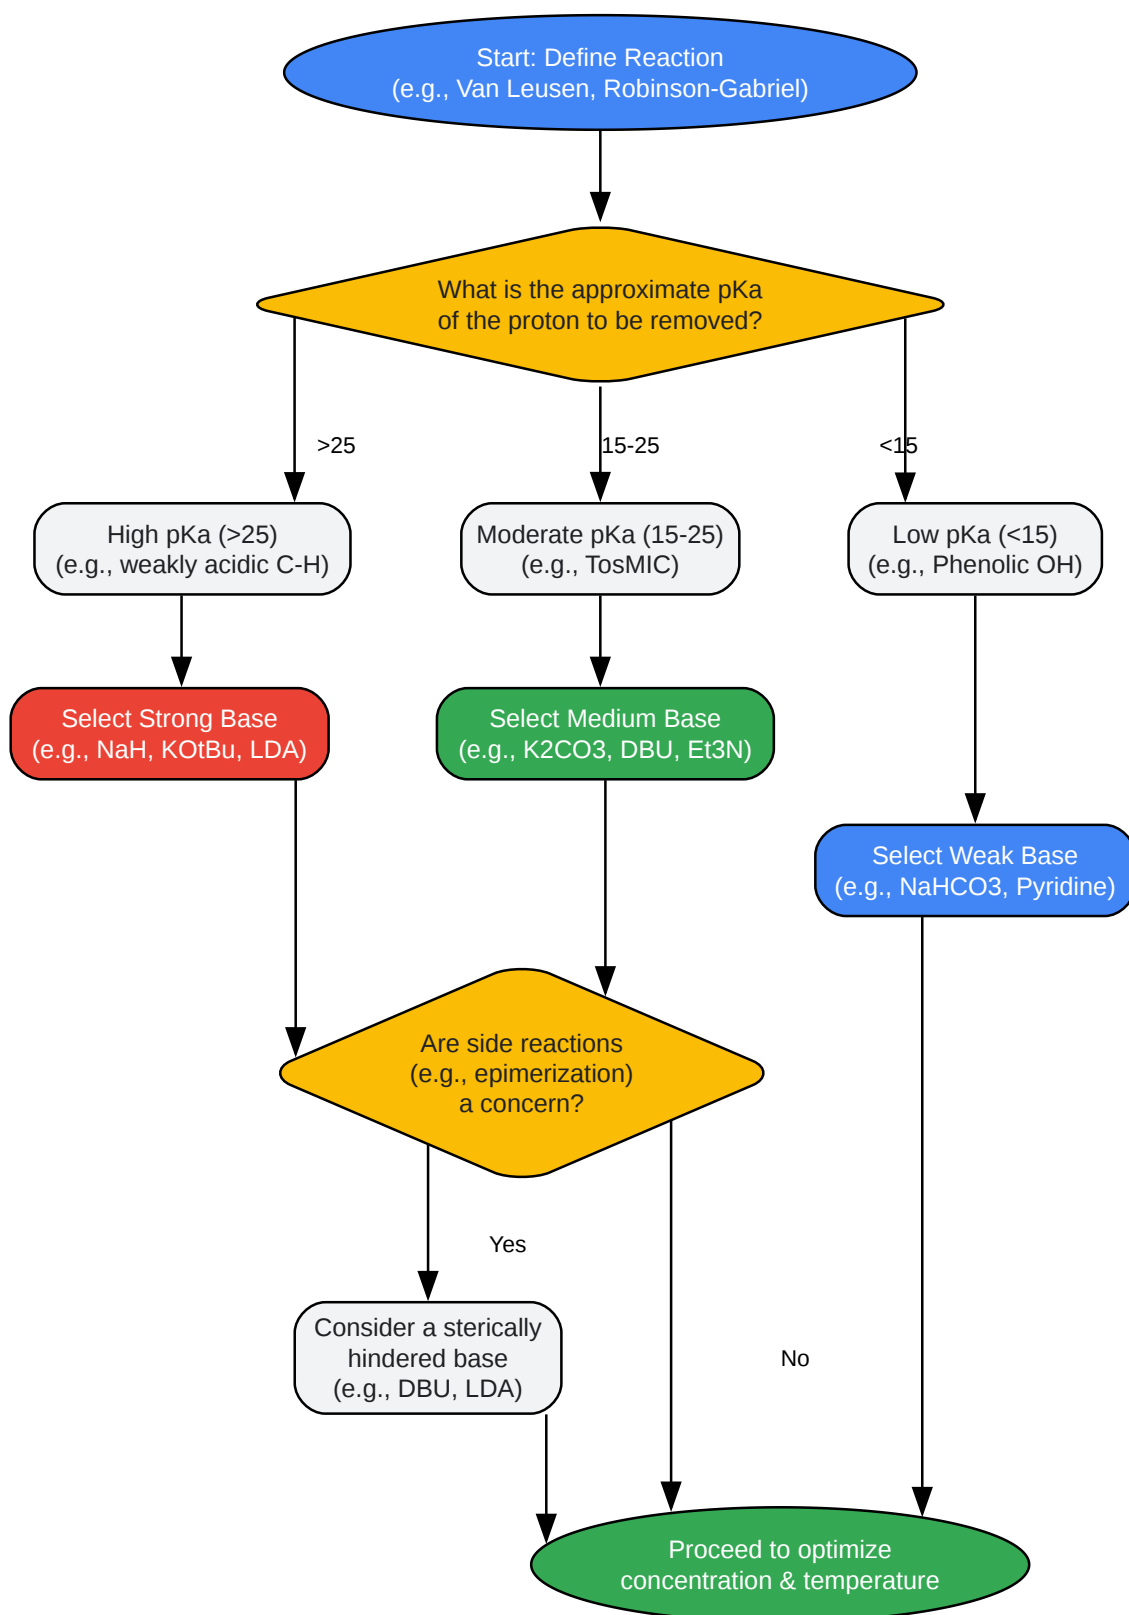 Start: Define Reaction
(e.g., Van Leusen, Robinson-Gabriel)
What is the approximate pKa
of the proton to be removed?
>25
15-25
<15
High pKa (>25)
(e.g., weakly acidic C-H)
Moderate pKa (15-25)
(e.g., TosMIC)
Low pKa (<15)
(e.g., Phenolic OH)
Select Strong Base
(e.g., NaH, KOtBu, LDA)
Select Medium Base
(e.g., K2CO3, DBU, Et3N)
Select Weak Base
(e.g., NaHCO3, Pyridine)
Are side reactions
(e.g., epimerization)
a concern?
Yes
Consider a sterically
hindered base
(e.g., DBU, LDA)
No
Proceed to optimize
concentration & temperature